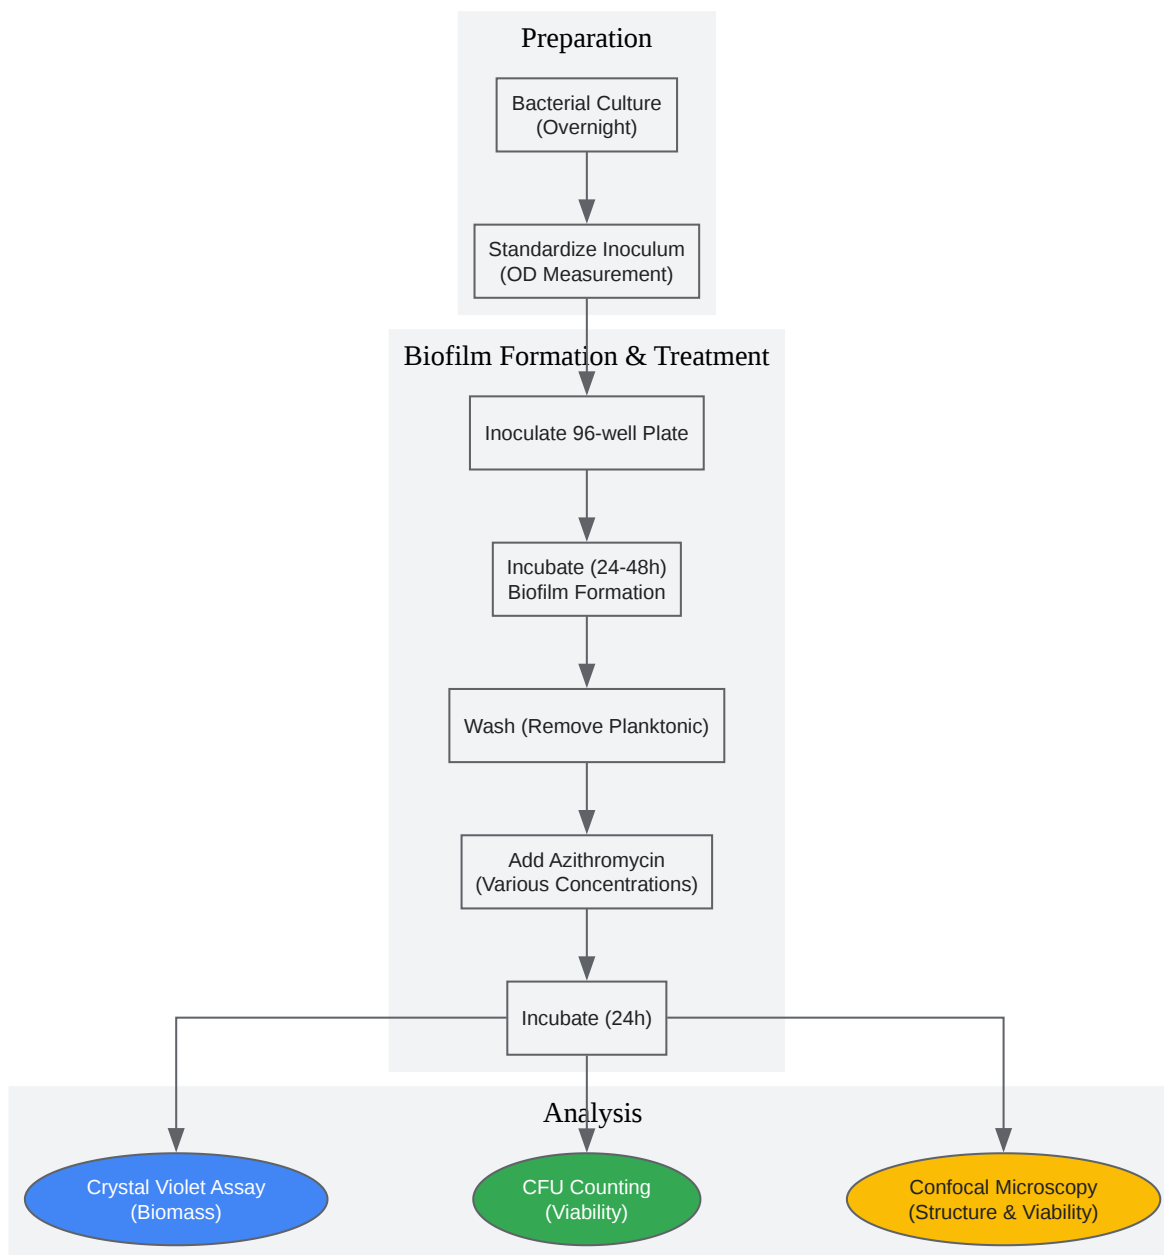 Preparation
Bacterial Culture
(Overnight)
Standardize Inoculum
(OD Measurement)
Biofilm Formation & Treatment
Inoculate 96-well Plate
Incubate (24-48h)
Biofilm Formation
Wash (Remove Planktonic)
Add Azithromycin
(Various Concentrations)
Incubate (24h)
Analysis
Crystal Violet Assay
(Biomass)
CFU Counting
(Viability)
Confocal Microscopy
(Structure & Viability)